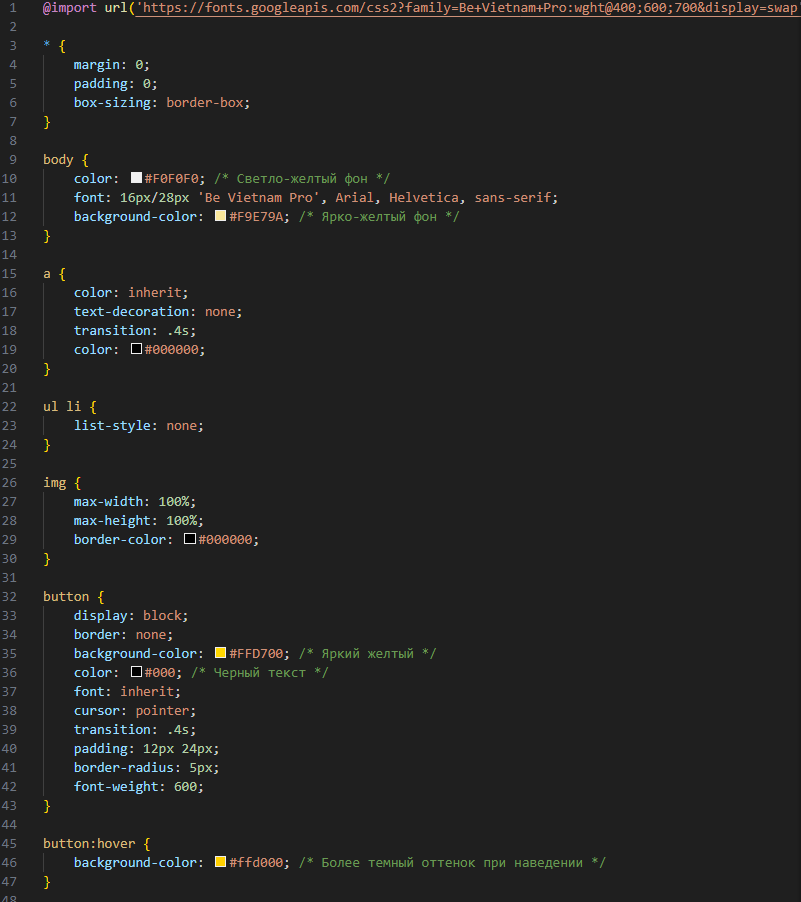 1 @import url('https://fonts.googleapis.com/css2?family=Be+Vietnam+Pro:wght@400;600;700&display=swap'
2
3 * {
4 margin: 0;
5 padding: 0;
6 box-sizing: border-box;
7 }
8
9 body {
10 color: #F0F0F0; /* Светло-желтый фон */
11 font: 16px/28px 'Be Vietnam Pro', Arial, Helvetica, sans-serif;
12 background-color: #F9E79A; /* Ярко-желтый фон */
13 }
14
15 a {
16 color: inherit;
17 text-decoration: none;
18 transition: .4s;
19 color: #000000;
20 }
21
22 ul li {
23 list-style: none;
24 }
25
26 img {
27 max-width: 100%;
28 max-height: 100%;
29 border-color: #000000;
30 }
31
32 button {
33 display: block;
34 border: none;
35 background-color: #FFD700; /* Яркий желтый */
36 color: #000; /* Черный текст */
37 font: inherit;
38 cursor: pointer;
39 transition: .4s;
40 padding: 12px 24px;
41 border-radius: 5px;
42 font-weight: 600;
43 }
44
45 button:hover {
46 background-color: #ffd000; /* Более темный оттенок при наведении */
47 }
48